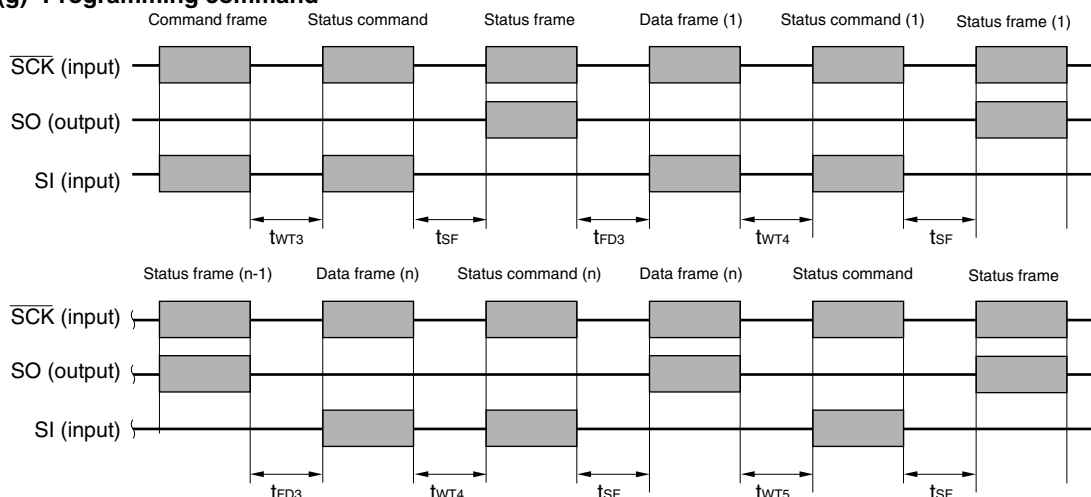 (g) Programming command
Command frame Status command Status frame Data frame (1) Status command (1) Status frame (1)
SCK (input)
SO (output)
SI (input)
tWT3 tSF tFD3 tWT4 tSF
Status frame (n-1) Data frame (n) Status command (n) Data frame (n) Status command Status frame
SCK (input)
SO (output)
SI (input)
tFD3 tWT4 tSF tWT5 tSF